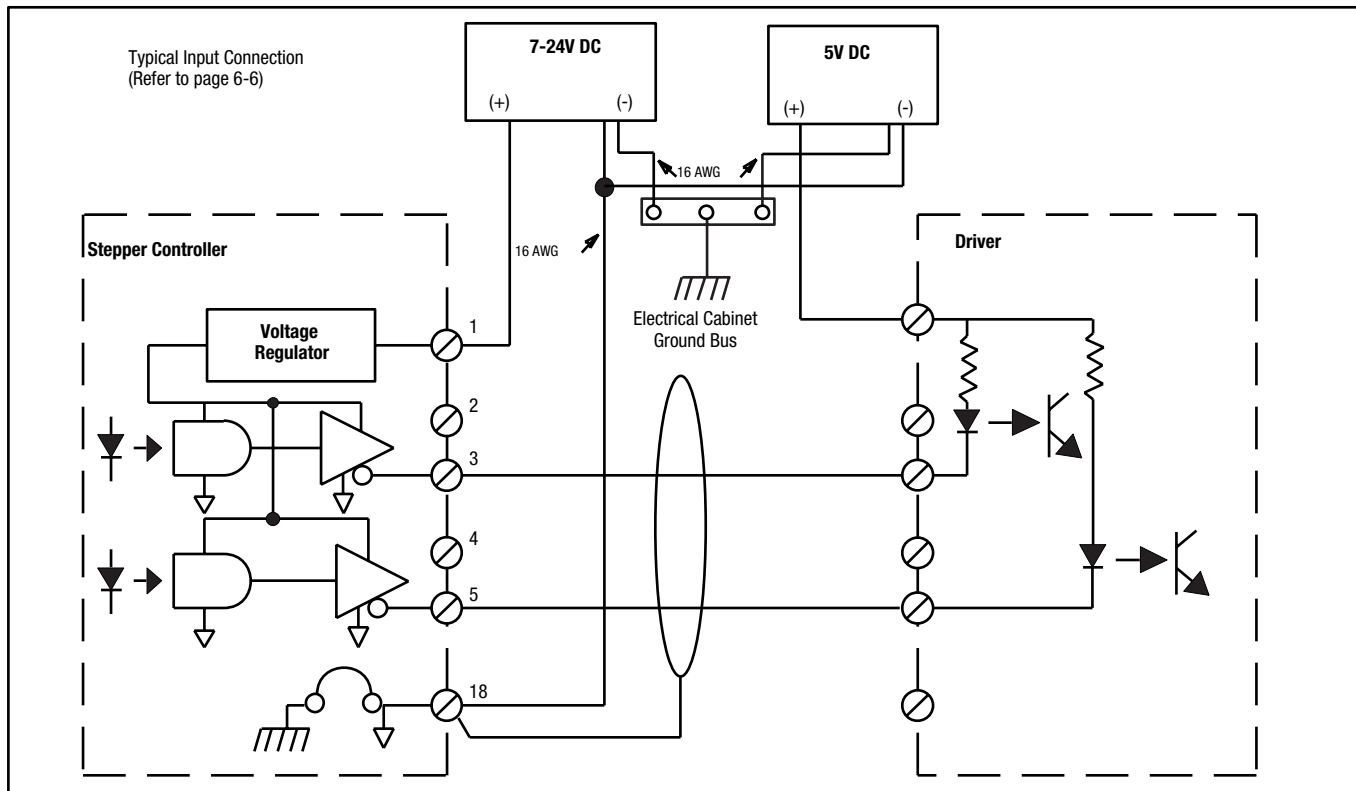 Typical Input Connection
(Refer to page 6-6)
7-24V DC
(+)
(-)
5V DC
(+)
(-)
16 AWG
Stepper Controller
16 AWG
Driver
Electrical Cabinet
Ground Bus
Voltage
Regulator
1
2
3
4
5
18